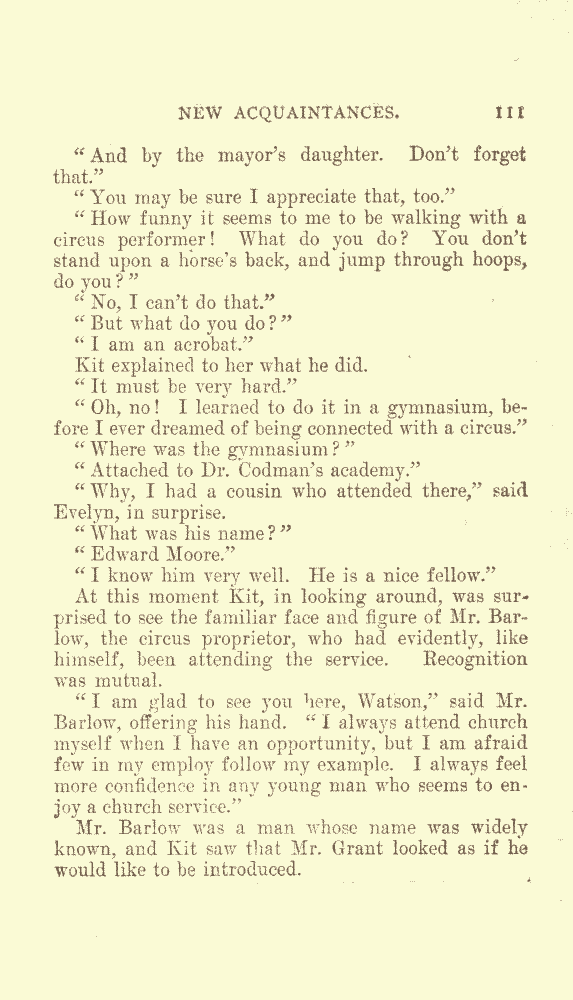 NEW ACQUAINTANCES. 111
"And by the mayor's daughter. Don't forget
that."
"You may be sure I appreciate that, too."
"How funny it seems to me to be walking with a
circus performer! What do you do? You don't
stand upon a horse's back, and jump through hoops,
do you?"
"No, I can't do that."
"But what do you do?"
"I am an acrobat."
Kit explained to her what he did.
"It must be very hard."
"Oh, no! I learned to do it in a gymnasium, be-
fore I ever dreamed of being connected with a circus."
"Where was the gymnasium?"
"Attached to Dr. Codman's academy."
"Why, I had a cousin who attended there," said
Evelyn, in surprise.
"What was his name?"
"Edward Moore."
"I know him very well. He is a nice fellow."
At this moment Kit, in looking around, was sur-
prised to see the familiar face and figure of Mr. Bar-
low, the circus proprietor, who had evidently, like
himself, been attending the service. Recognition
was mutual.
"I am glad to see you here, Watson," said Mr.
Barlow, offering his hand. "I always attend church
myself when I have an opportunity, but I am afraid
few in my employ follow my example. I always feel
more confidence in any young man who seems to en-
joy a church service."
Mr. Barlow was a man whose name was widely
known, and Kit saw that Mr. Grant looked as if he
would like to be introduced.